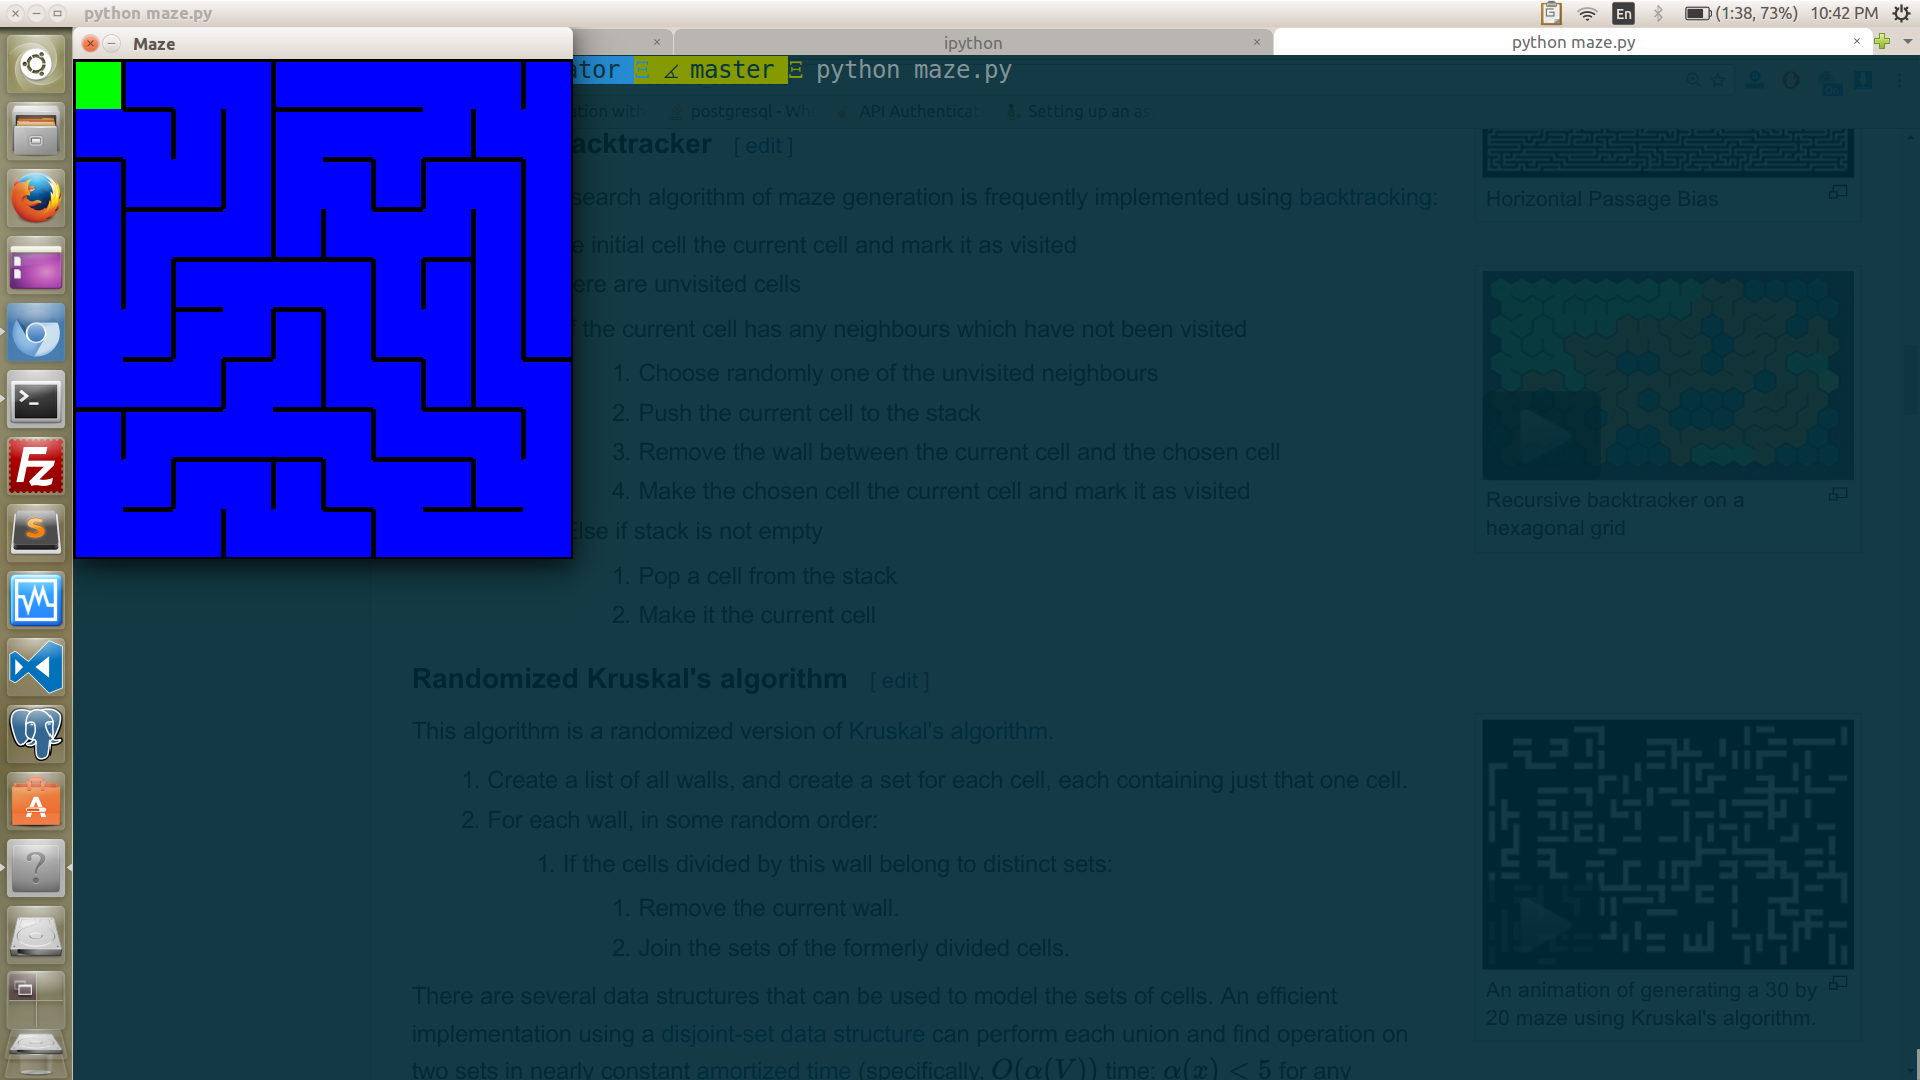 python maze.py
En
(1:38, 73%)
10:42 PM
Maze
ipython
python maze.py
ator
master
python maze.py
tion with
postgresql - Wh
API Authenticat
Setting up an as
On
acktracker [ edit ]
search algorithm of maze generation is frequently implemented using backtracking:
e initial cell the current cell and mark it as visited
ere are unvisited cells
f the current cell has any neighbours which have not been visited
1. Choose randomly one of the unvisited neighbours
2. Push the current cell to the stack
3. Remove the wall between the current cell and the chosen cell
4. Make the chosen cell the current cell and mark it as visited
Else if stack is not empty
1. Pop a cell from the stack
2. Make it the current cell
Horizontal Passage Bias
Recursive backtracker on a
hexagonal grid
Randomized Kruskal's algorithm [ edit ]
This algorithm is a randomized version of Kruskal's algorithm.
1. Create a list of all walls, and create a set for each cell, each containing just that one cell.
2. For each wall, in some random order:
1. If the cells divided by this wall belong to distinct sets:
1. Remove the current wall.
2. Join the sets of the formerly divided cells.
There are several data structures that can be used to model the sets of cells. An efficient
implementation using a disjoint-set data structure can perform each union and find operation on
two sets in nearly constant amortized time (specifically, O(α(V)) time; α(x) < 5 for any
An animation of generating a 30 by
20 maze using Kruskal's algorithm.
>_
Fz
S
A
?